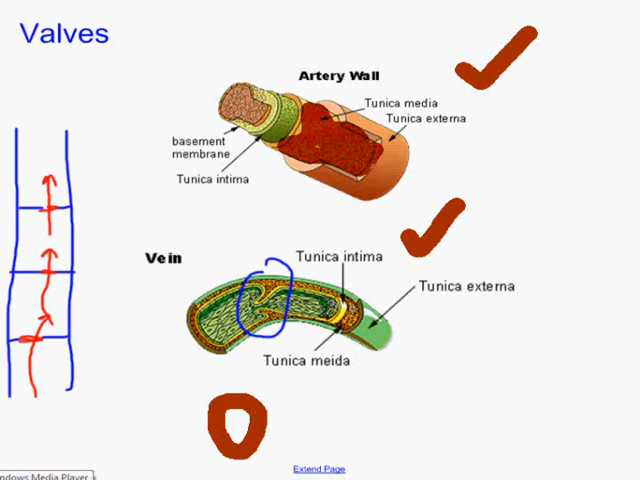 Valves
Artery Wall
Tunica media
Tunica externa
basement
membrane
Tunica intima
Vein
Tunica intima
Tunica externa
Tunica meida
Extend Page
ndows Media Player